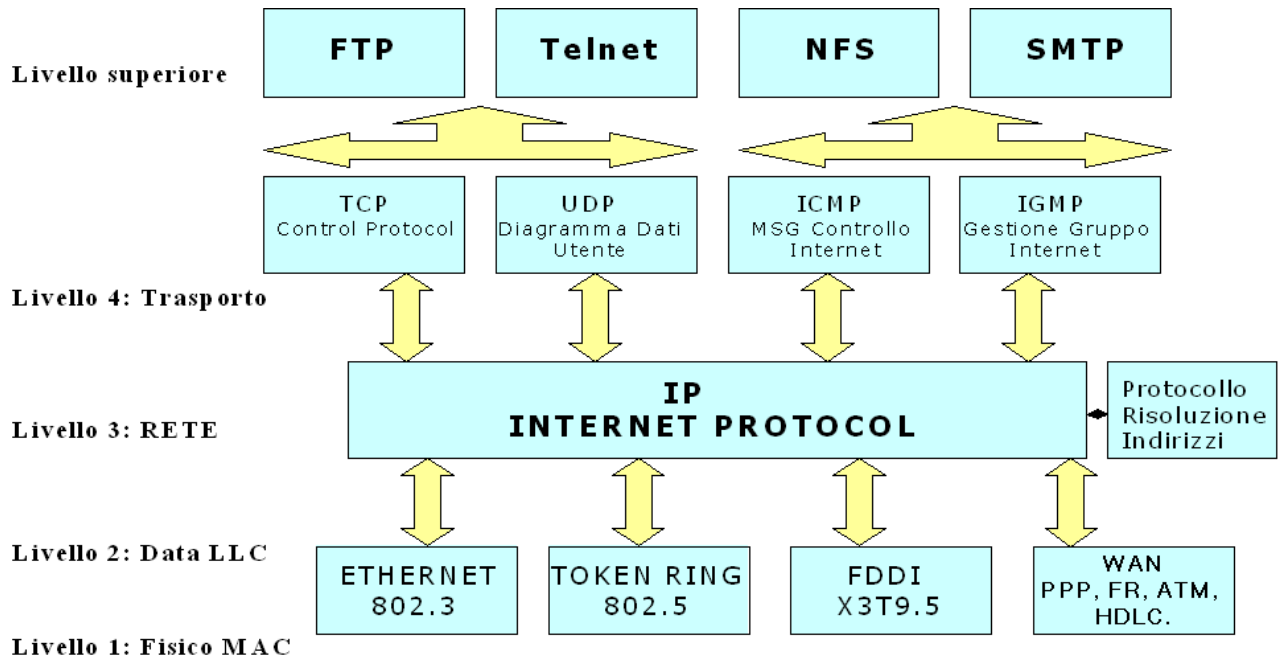 FTP
Telnet
NFS
SMTP
Livello superiore
TCP
Control Protocol
UDP
Diagramma Dati
Utente
ICMP
MSG Controllo
Internet
IGMP
Gestione Gruppo
Internet
Livello 4: Trasporto
IP
INTERNET PROTOCOL
Protocollo
Risoluzione
Indirizzi
Livello 3: RETE
Livello 2: Data LLC
ETHERNET
802.3
TOKEN RING
802.5
FDDI
X3T9.5
WAN
PPP, FR, ATM,
HDLC.
Livello 1: Fisico MAC